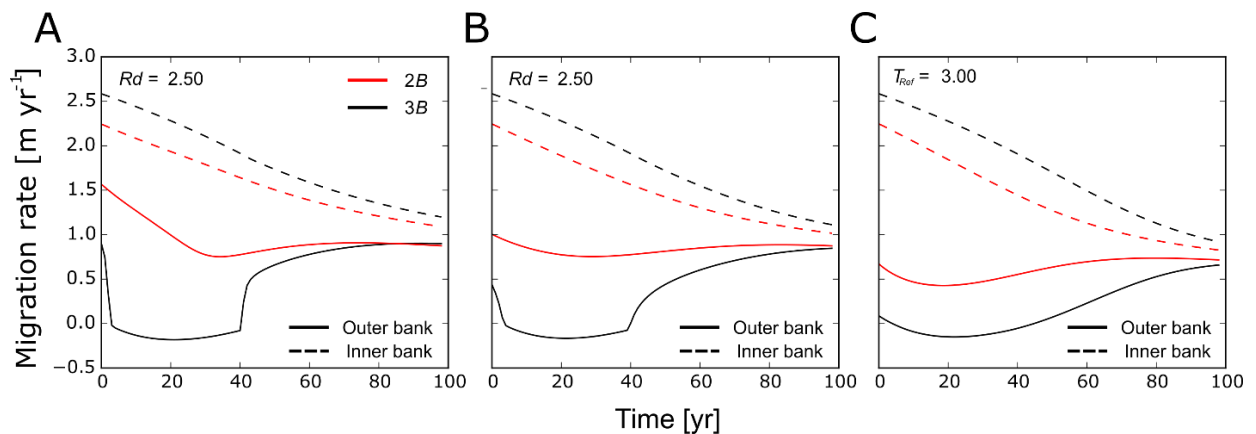 A
B
C
Migration rate [m yr⁻¹]
3.0
2.5
2.0
1.5
1.0
0.5
0.0
−0.5
Rd = 2.50
2B
3B
Outer bank
Inner bank
0 20 40 60 80 100
Rd = 2.50
Outer bank
Inner bank
0 20 40 60 80 100
T_Ref = 3.00
Outer bank
Inner bank
0 20 40 60 80 100
Time [yr]